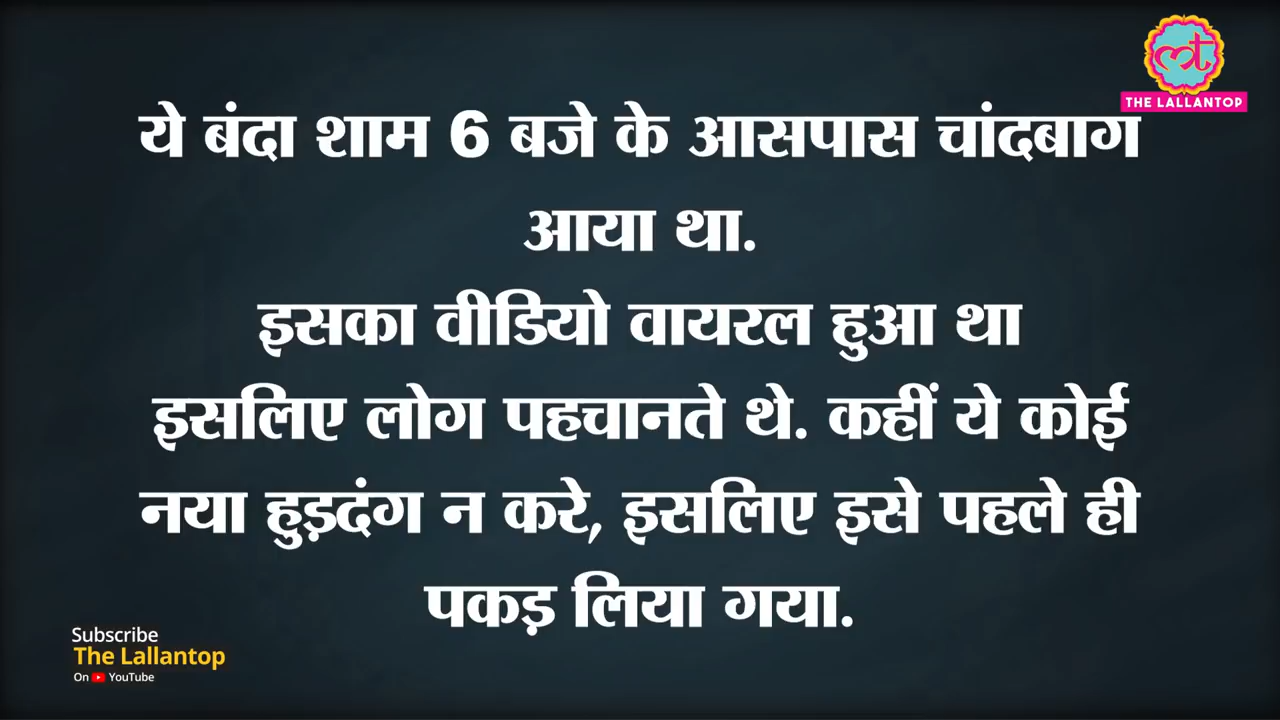 THE LALLANTOP
ये बंदा शाम 6 बजे के आसपास चांदबाग
आया था.
इसका वीडियो वायरल हुआ था
इसलिए लोग पहचानते थे. कहीं ये कोई
नया हुड़दंग न करे, इसलिए इसे पहले ही
पकड़ लिया गया.
Subscribe
The Lallantop
On YouTube